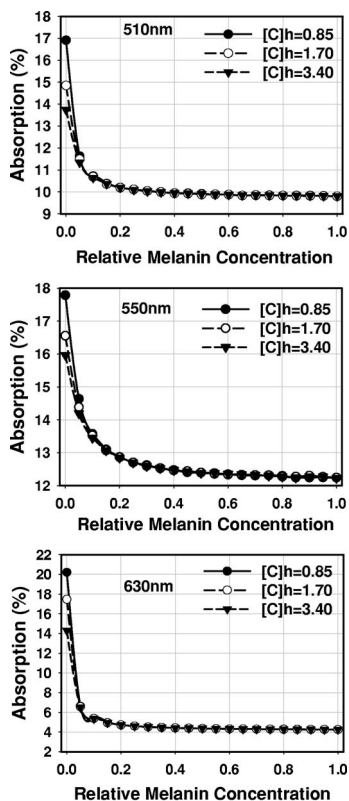 510nm
[C]h=0.85
[C]h=1.70
[C]h=3.40
Absorption (%)
18
17
16
15
14
13
12
11
10
9
0.0 0.2 0.4 0.6 0.8 1.0
Relative Melanin Concentration
550nm
[C]h=0.85
[C]h=1.70
[C]h=3.40
Absorption (%)
18
17
16
15
14
13
12
0.0 0.2 0.4 0.6 0.8 1.0
Relative Melanin Concentration
630nm
[C]h=0.85
[C]h=1.70
[C]h=3.40
Absorption (%)
22
20
18
16
14
12
10
8
6
4
2
0.0 0.2 0.4 0.6 0.8 1.0
Relative Melanin Concentration